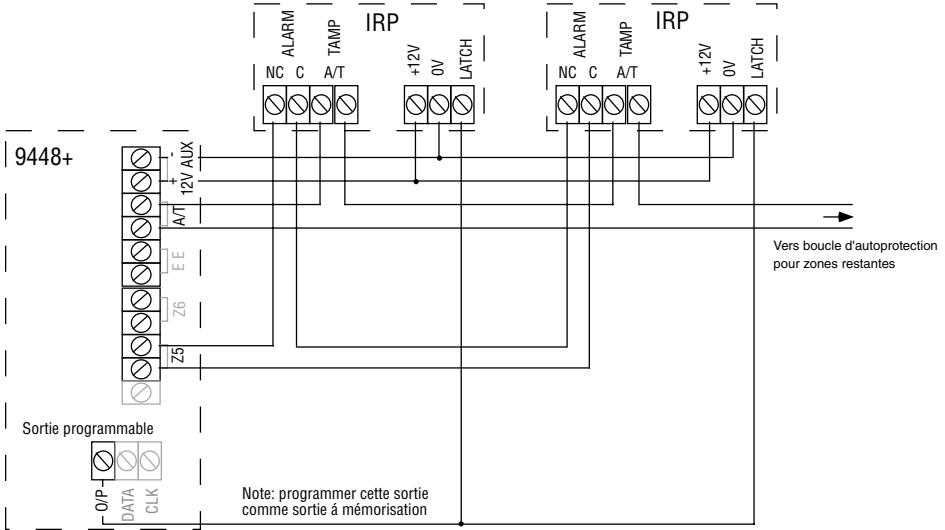 IRP
IRP
ALARM
TAMP
+12V
0V
LATCH
ALARM
TAMP
+12V
0V
LATCH
NC C A/T
NC C A/T
9448+
-
+
12V AUX
A/T
E E
Z6
Z5
Vers boucle d'autoprotection
pour zones restantes
Sortie programmable
O/P
DATA
CLK
Note: programmer cette sortie
comme sortie á mémorisation